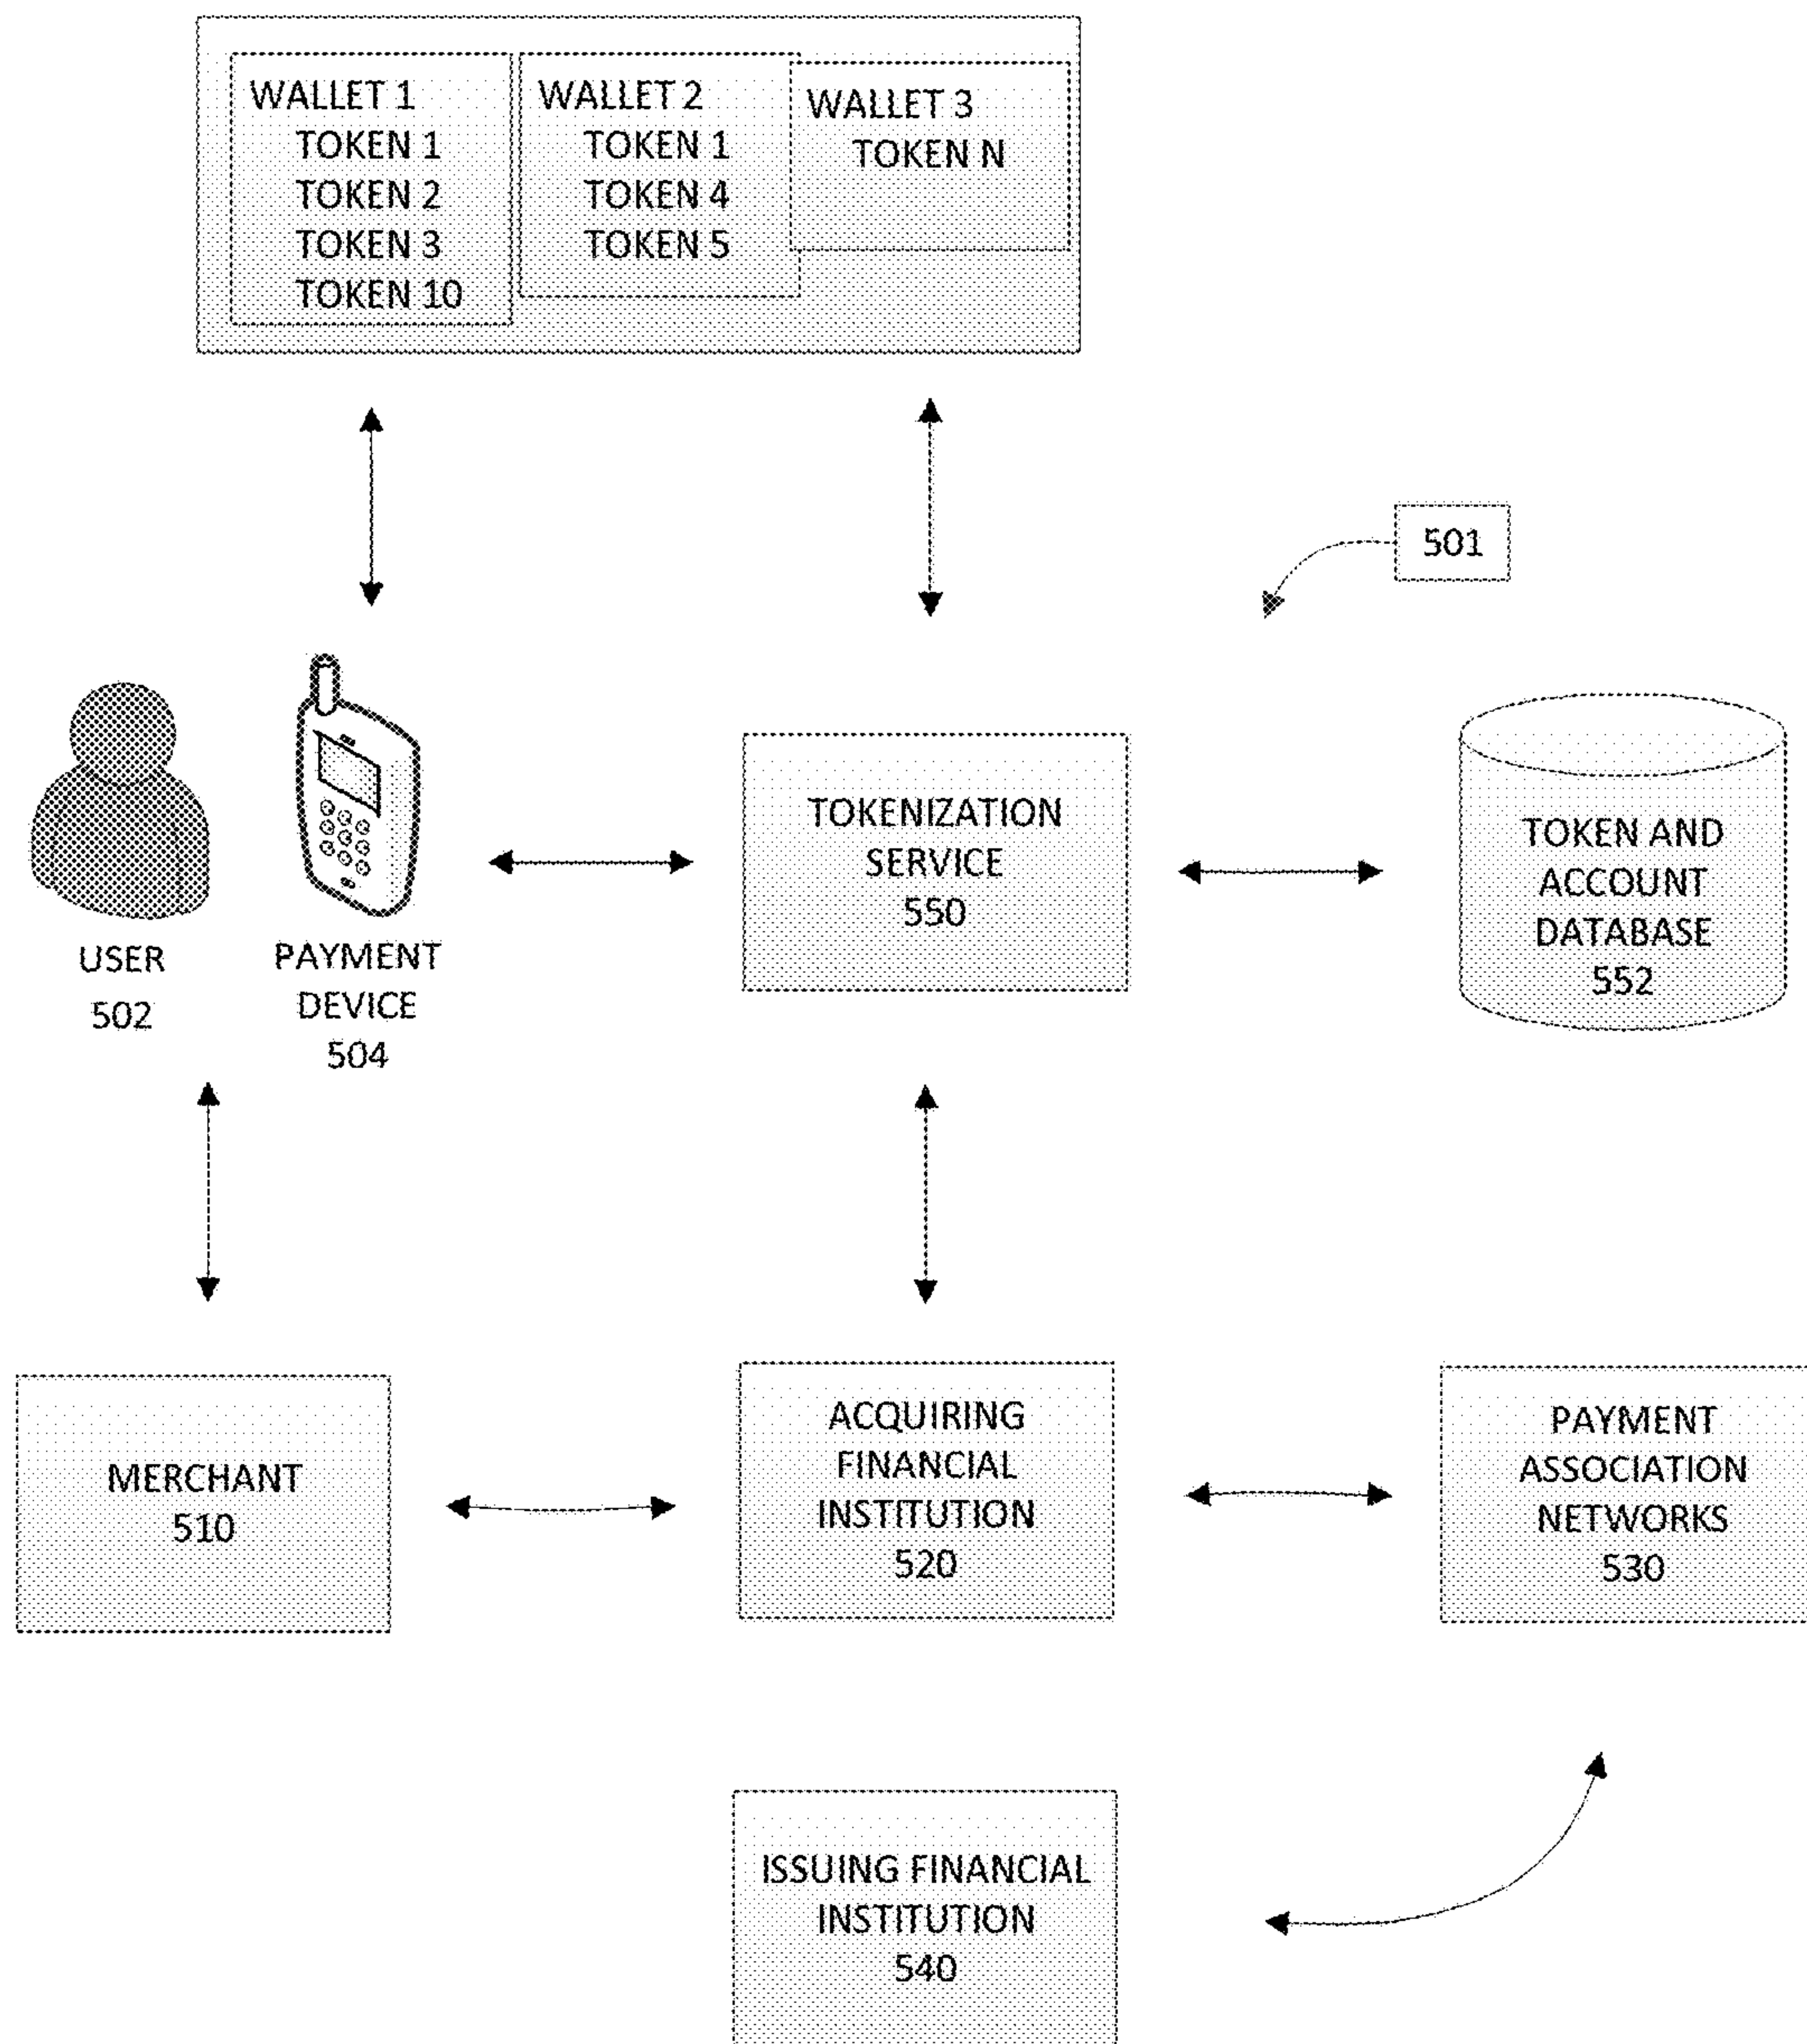 WALLET 1
TOKEN 1
TOKEN 2
TOKEN 3
TOKEN 10
WALLET 2
TOKEN 1
TOKEN 4
TOKEN 5
WALLET 3
TOKEN N
501
USER
502
PAYMENT
DEVICE
504
TOKENIZATION
SERVICE
550
TOKEN AND
ACCOUNT
DATABASE
552
MERCHANT
510
ACQUIRING
FINANCIAL
INSTITUTION
520
PAYMENT
ASSOCIATION
NETWORKS
530
ISSUING FINANCIAL
INSTITUTION
540